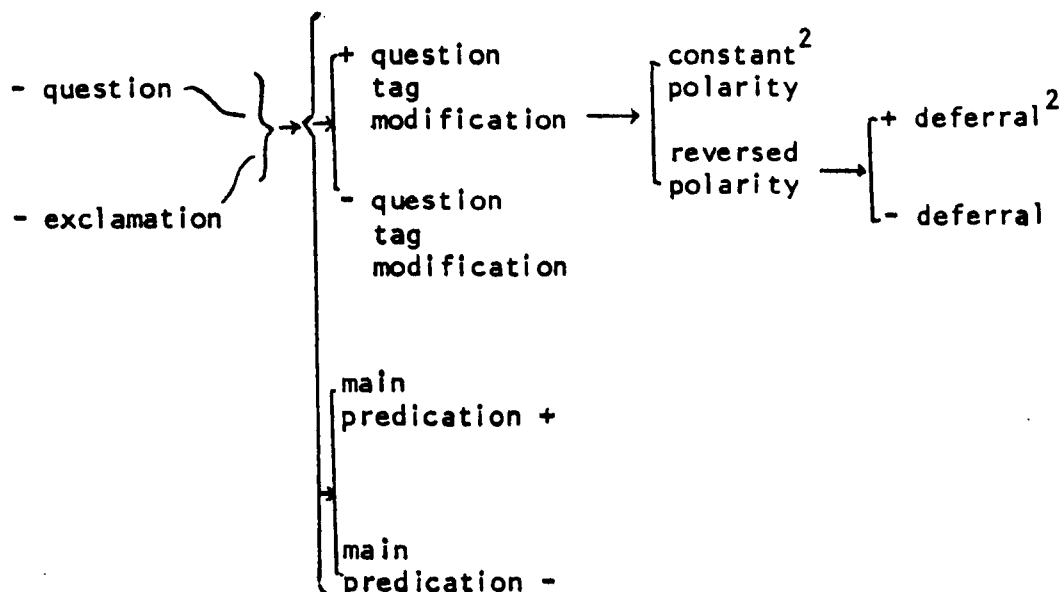 - question
- exclamation
+ question
tag
modification
- question
tag
modification
constant²
polarity
reversed
polarity
+ deferral²
- deferral
main
predication +
main
predication -